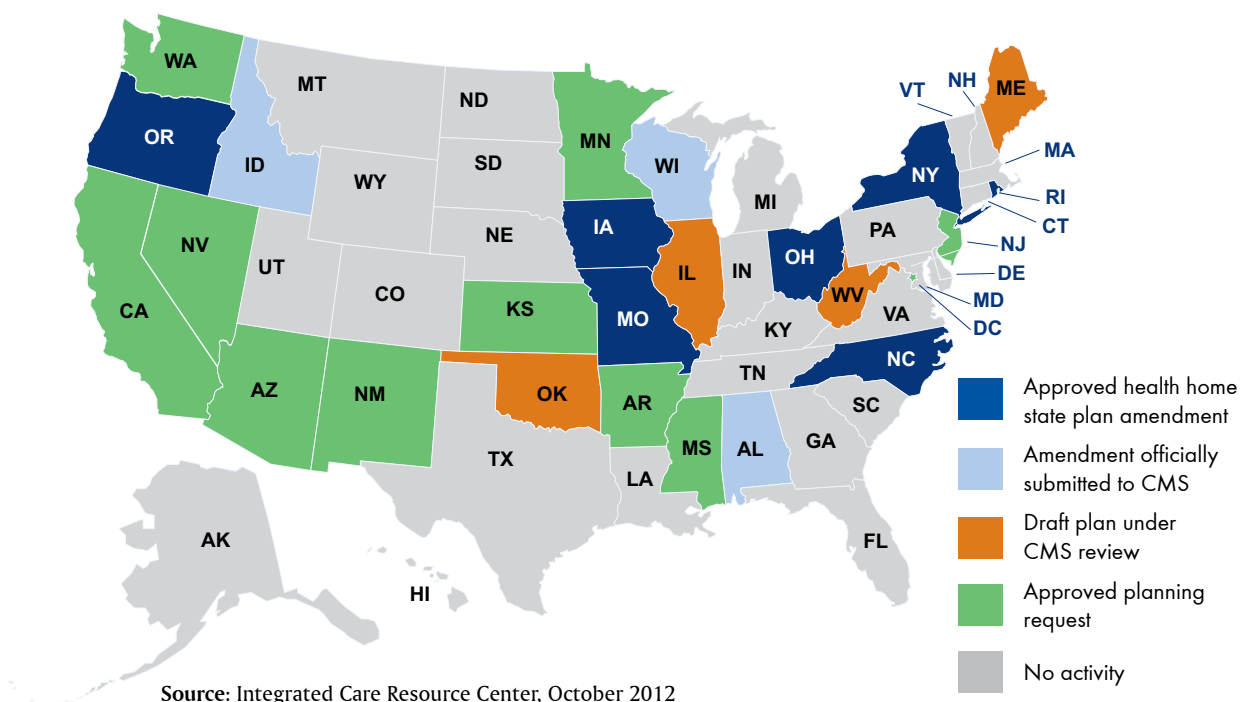 WA
MT
ND
MN
VT
NH
ME
OR
ID
SD
WI
MA
WY
MI
NY
RI
CT
NE
IA
PA
NJ
NV
UT
CO
IL
IN
OH
DE
CA
KS
MO
WV
VA
MD
DC
KY
NC
AZ
NM
OK
AR
TN
SC
MS
AL
GA
TX
LA
FL
AK
HI
Approved health home
state plan amendment
Amendment officially
submitted to CMS
Draft plan under
CMS review
Approved planning
request
No activity
Source: Integrated Care Resource Center, October 2012